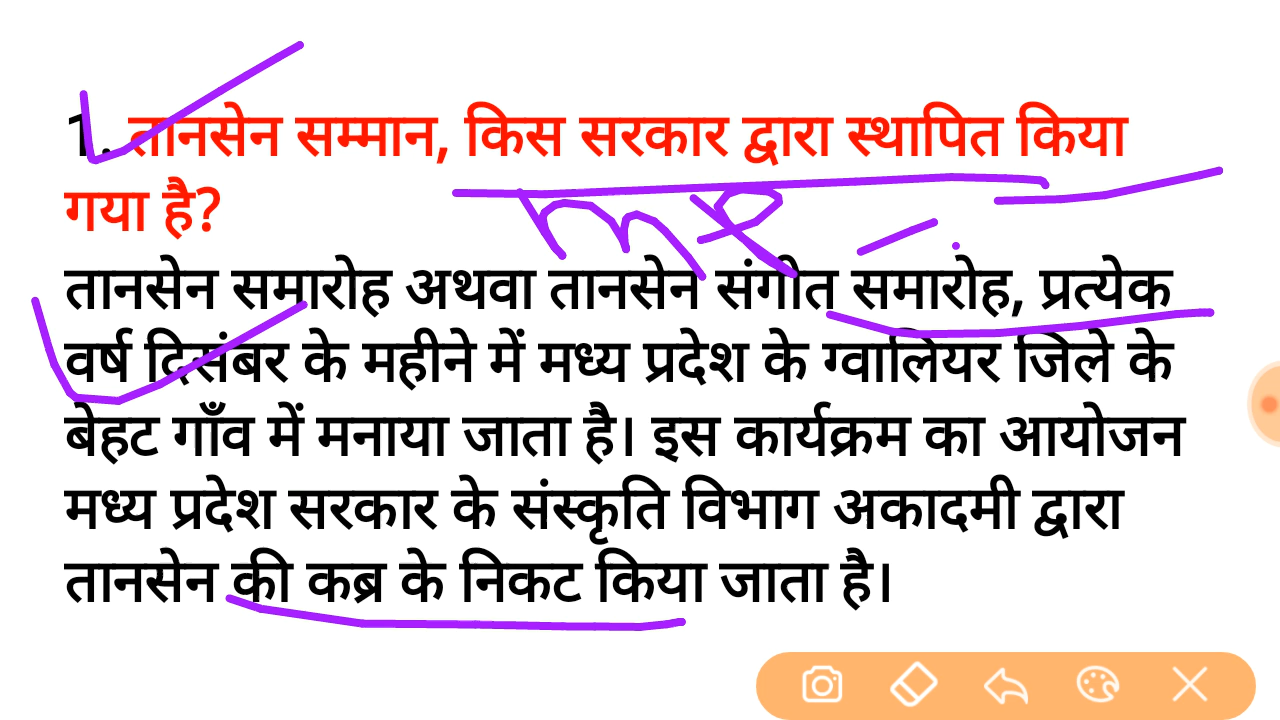 1. तानसेन सम्मान, किस सरकार द्वारा स्थापित किया
गया है?
MP
तानसेन समारोह अथवा तानसेन संगीत समारोह, प्रत्येक
वर्ष दिसंबर के महीने में मध्य प्रदेश के ग्वालियर जिले के
बेहट गाँव में मनाया जाता है। इस कार्यक्रम का आयोजन
मध्य प्रदेश सरकार के संस्कृति विभाग अकादमी द्वारा
तानसेन की कब्र के निकट किया जाता है।